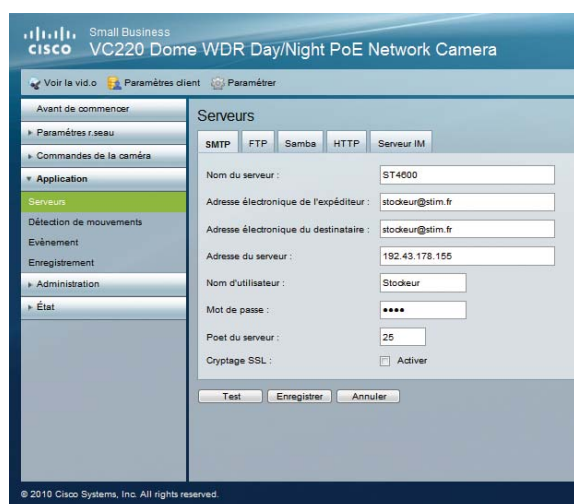 Small Business
CISCO VC220 Dome WDR Day/Night PoE Network Camera
Voir la vid.o Paramètres client Paramétrer
Avant de commencer
Paramètres r.seau
Commandes de la caméra
Application
Serveurs
Détection de mouvements
Evènement
Enregistrement
Administration
État
Serveurs
SMTP FTP Samba HTTP Serveur IM
Nom du serveur : ST4600
Adresse électronique de l'expéditeur : stockeur@stim.fr
Adresse électronique du destinataire : stockeur@stim.fr
Adresse du serveur : 192.43.178.155
Nom d'utilisateur : Stockeur
Mot de passe : ●●●●
Poet du serveur : 25
Cryptage SSL : Activer
Test Enregistrer Annuler
© 2010 Cisco Systems, Inc. All rights reserved.